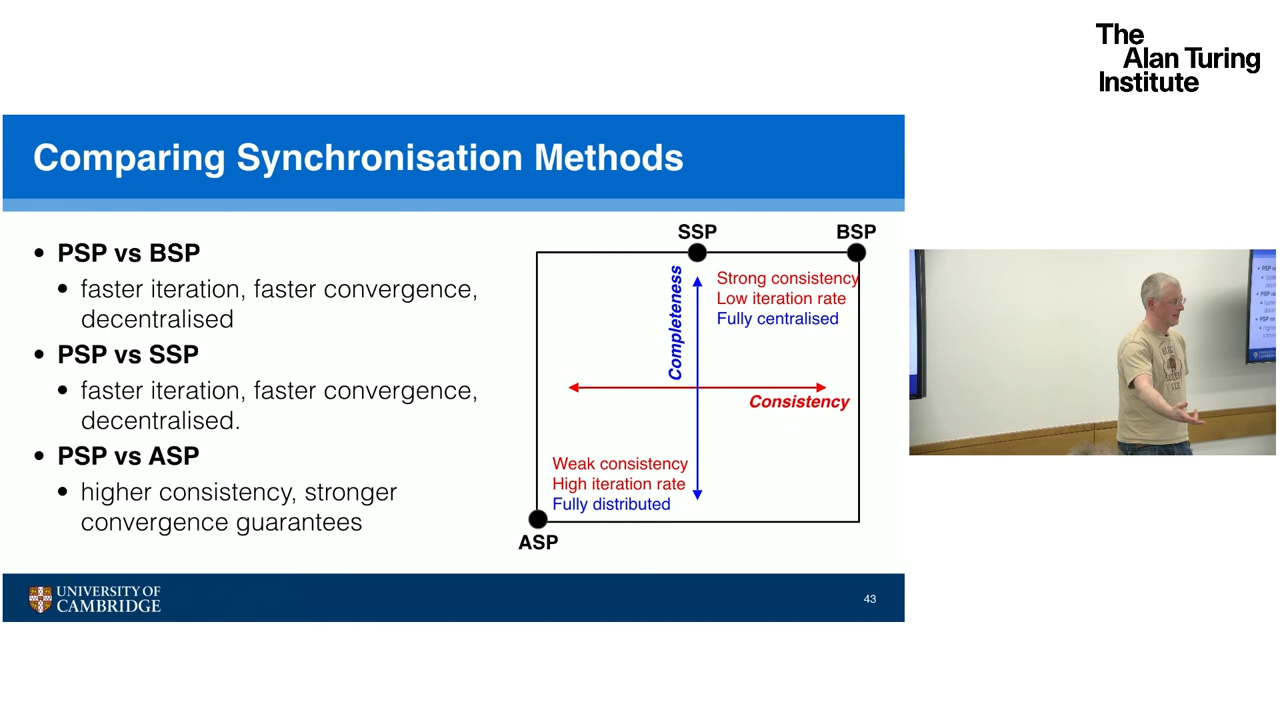 The
Alan Turing
Institute
Comparing Synchronisation Methods
• PSP vs BSP
• faster iteration, faster convergence,
decentralised
• PSP vs SSP
• faster iteration, faster convergence,
decentralised.
• PSP vs ASP
• higher consistency, stronger
convergence guarantees
SSP
BSP
Completeness
Strong consistency
Low iteration rate
Fully centralised
Consistency
Weak consistency
High iteration rate
Fully distributed
ASP
UNIVERSITY OF
CAMBRIDGE
43